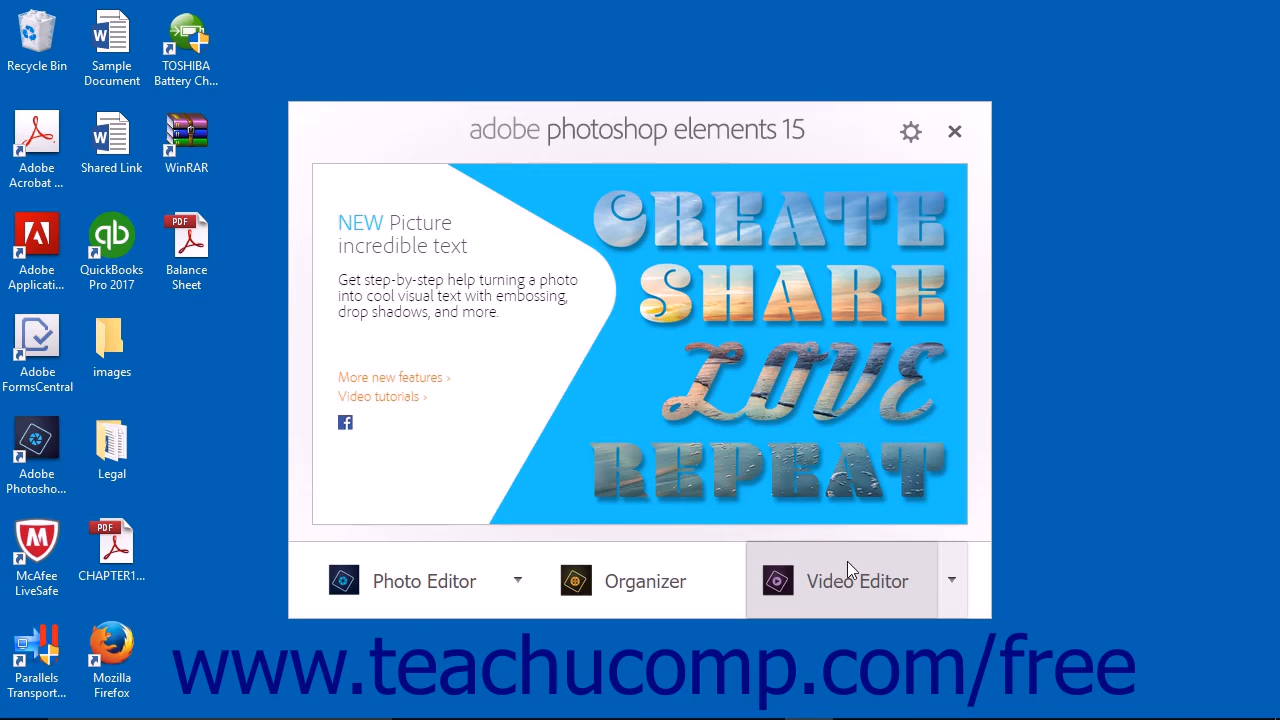 Recycle Bin
Sample
Document
TOSHIBA
Battery Ch...
Adobe
Acrobat ...
Shared Link
WinRAR
Adobe
Applicati...
QuickBooks
Pro 2017
PDF
Balance
Sheet
Adobe
FormsCentral
images
Adobe
Photosho...
Legal
McAfee
LiveSafe
PDF
CHAPTER1...
Parallels
Transport...
Mozilla
Firefox
adobe photoshop elements 15
NEW Picture
incredible text
Get step-by-step help turning a photo
into cool visual text with embossing,
drop shadows, and more.
More new features ›
Video tutorials ›
CREATE
SHARE
LOVE
REPEAT
Photo Editor
Organizer
Video Editor
www.teachucomp.com/free